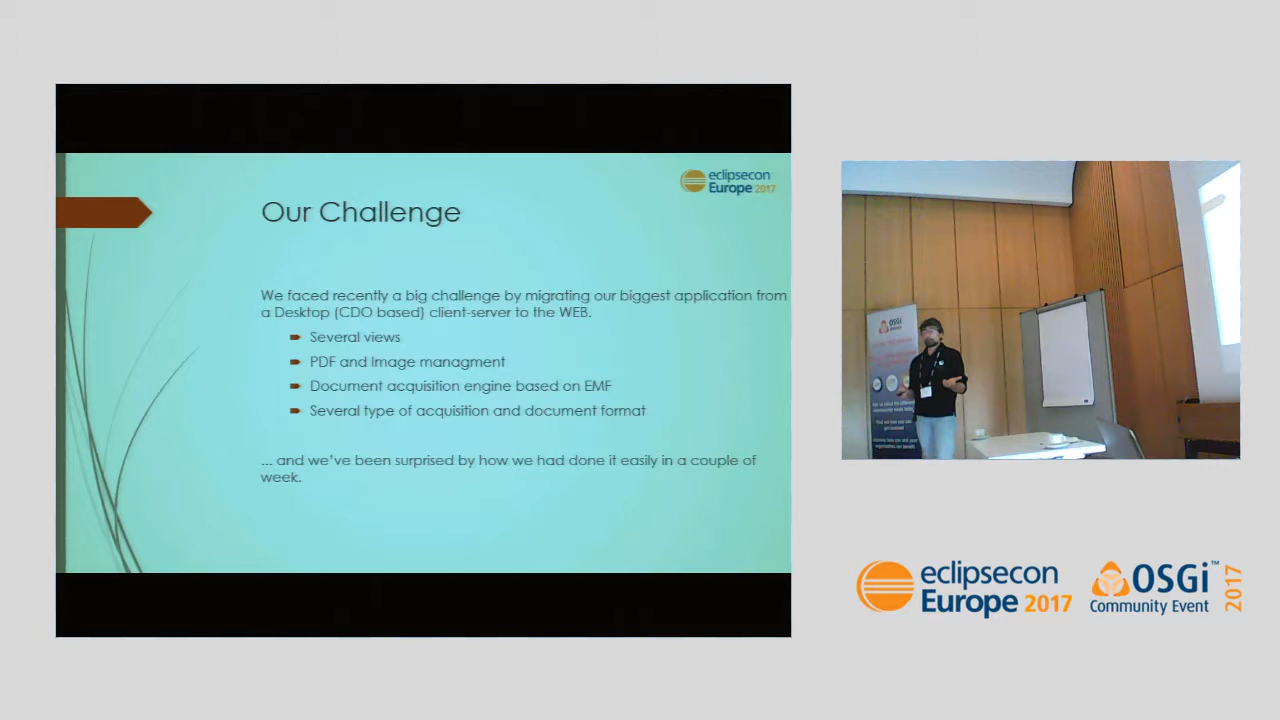 eclipsecon
Europe 2017
Our Challenge
We faced recently a big challenge by migrating our biggest application from
a Desktop (CDO based) client-server to the WEB.
Several views
PDF and Image managment
Document acquisition engine based on EMF
Several type of acquisition and document format
... and we've been surprised by how we had done it easily in a couple of
week.
OSGi
eclipsecon
Europe 2017
OSGi™
Community Event
2017